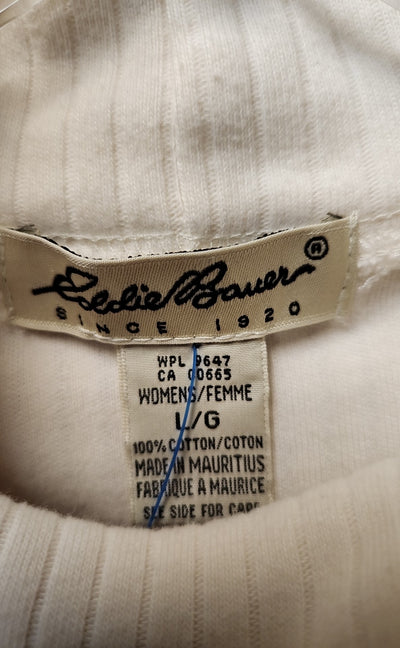 Eddie Bauer ®
SINCE 1920
WPL 9647
CA 00665
WOMENS/FEMME
L/G
100% COTTON/COTON
MADE IN MAURITIUS
FABRIQUE A MAURICE
SEE SIDE FOR CARE